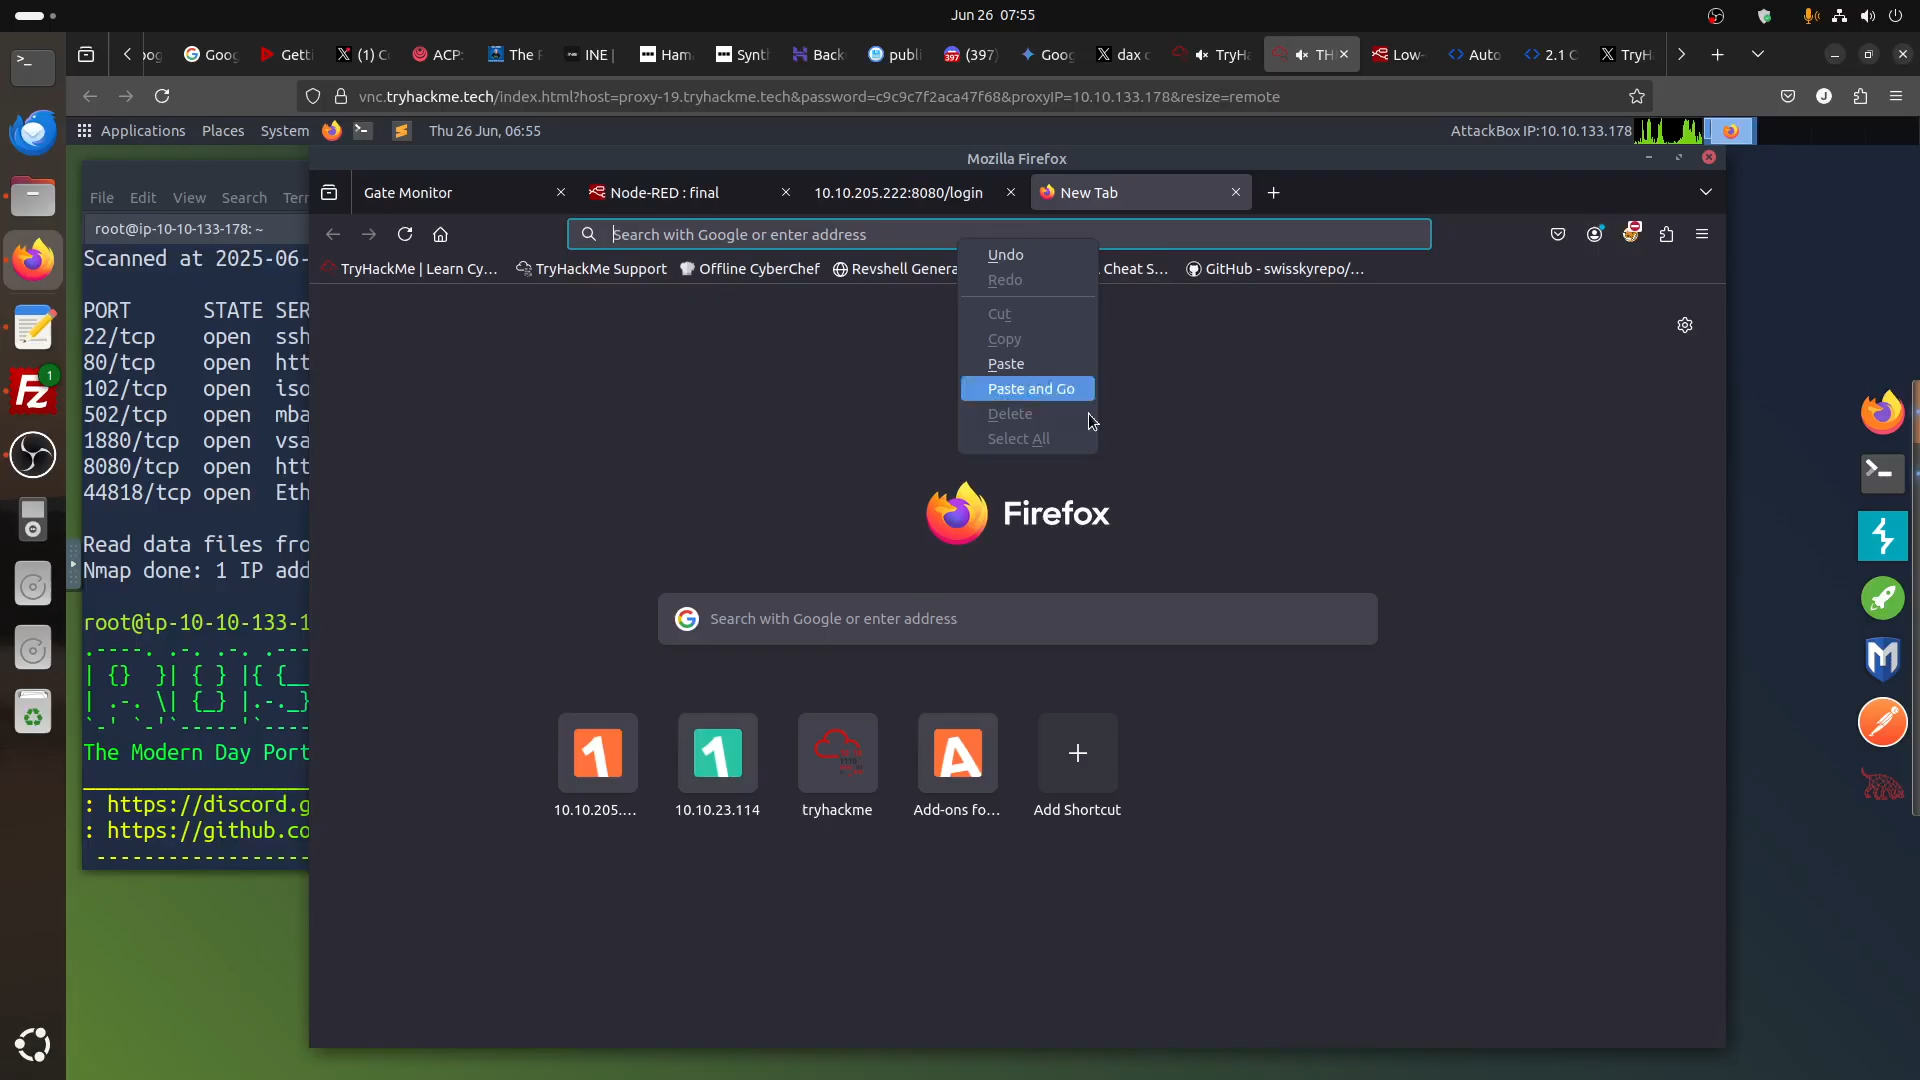 Jun 26 07:55
oog
Goog
Getti
(1) C
ACP:
The F
INE |
Ham
Synt
Back
publi
(397)
Goog
dax c
TryHa
TH
Low-
Auto
2.1 C
TryH
vnc.tryhackme.tech/index.html?host=proxy-19.tryhackme.tech&password=c9c9c7f2aca47f68&proxyIP=10.10.133.178&resize=remote
Applications Places System Thu 26 Jun, 06:55 AttackBox IP:10.10.133.178
Mozilla Firefox
Gate Monitor
Node-RED : final
10.10.205.222:8080/login
New Tab
Search with Google or enter address
TryHackMe | Learn Cy...
TryHackMe Support
Offline CyberChef
Revshell Genera
Cheat S...
GitHub - swisskyrepo/...
Undo
Redo
Cut
Copy
Paste
Paste and Go
Delete
Select All
Firefox
Search with Google or enter address
10.10.205....
10.10.23.114
tryhackme
Add-ons fo...
Add Shortcut
File Edit View Search Terr
root@ip-10-10-133-178: ~
Scanned at 2025-06-
PORT STATE SER
22/tcp open ssh
80/tcp open htt
102/tcp open iso
502/tcp open mba
1880/tcp open vsa
8080/tcp open htt
44818/tcp open Eth
Read data files fro
Nmap done: 1 IP add
root@ip-10-10-133-1
The Modern Day Port
: https://discord.g
: https://github.co